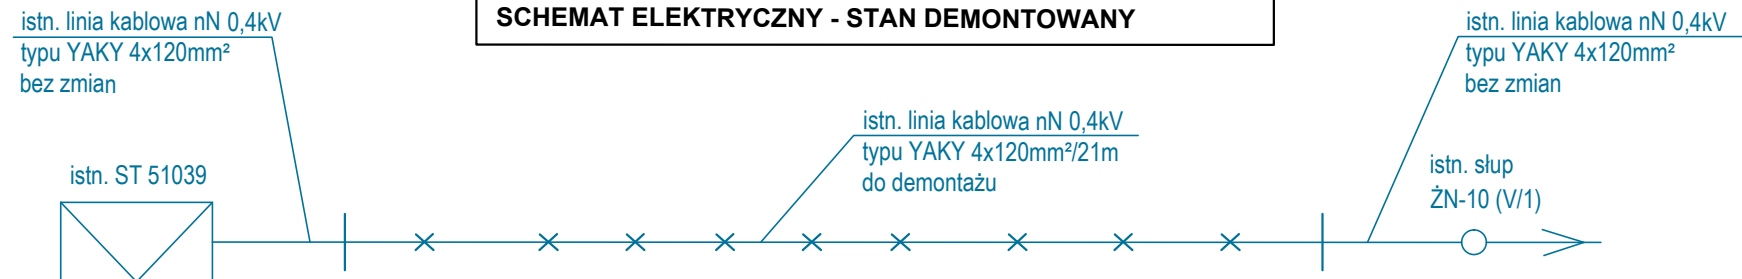 SCHEMAT ELEKTRYCZNY - STAN DEMONTOWANY
istn. linia kablowa nN 0,4kV
typu YAKY 4x120mm²
bez zmian
istn. linia kablowa nN 0,4kV
typu YAKY 4x120mm²
bez zmian
istn. linia kablowa nN 0,4kV
typu YAKY 4x120mm²/21m
do demontażu
istn. ST 51039
istn. słup
ŻN-10 (V/1)